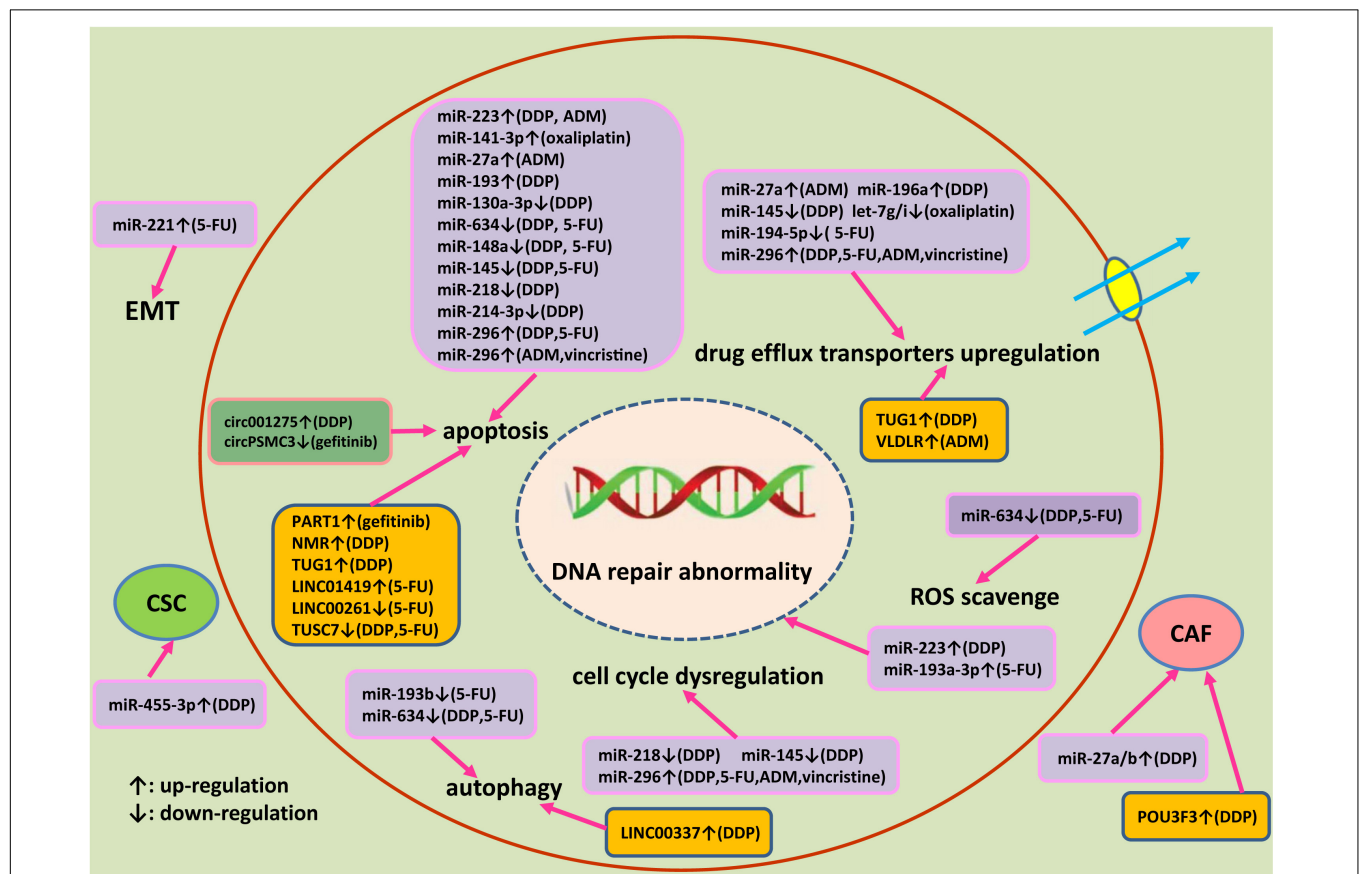 miR-223↑(DDP, ADM)
miR-141-3p↑(oxaliplatin)
miR-27a↑(ADM)
miR-193↑(DDP)
miR-130a-3p↓(DDP)
miR-634↓(DDP, 5-FU)
miR-148a↓(DDP, 5-FU)
miR-145↓(DDP,5-FU)
miR-218↓(DDP)
miR-214-3p↓(DDP)
miR-296↑(DDP,5-FU)
miR-296↑(ADM,vincristine)
miR-27a↑(ADM) miR-196a↑(DDP)
miR-145↓(DDP) let-7g/i↓(oxaliplatin)
miR-194-5p↓( 5-FU)
miR-296↑(DDP,5-FU,ADM,vincristine)
miR-221↑(5-FU)
EMT
drug efflux transporters upregulation
circ001275↑(DDP)
circPSMC3↓(gefitinib)
apoptosis
TUG1↑(DDP)
VLDLR↑(ADM)
PART1↑(gefitinib)
NMR↑(DDP)
TUG1↑(DDP)
LINC01419↑(5-FU)
LINC00261↓(5-FU)
TUSC7↓(DDP,5-FU)
miR-634↓(DDP,5-FU)
DNA repair abnormality
ROS scavenge
CSC
CAF
miR-223↑(DDP)
miR-193a-3p↑(5-FU)
cell cycle dysregulation
miR-455-3p↑(DDP)
miR-193b↓(5-FU)
miR-634↓(DDP,5-FU)
miR-218↓(DDP) miR-145↓(DDP)
miR-296↑(DDP,5-FU,ADM,vincristine)
miR-27a/b↑(DDP)
↑: up-regulation
↓: down-regulation
autophagy
LINC00337↑(DDP)
POU3F3↑(DDP)